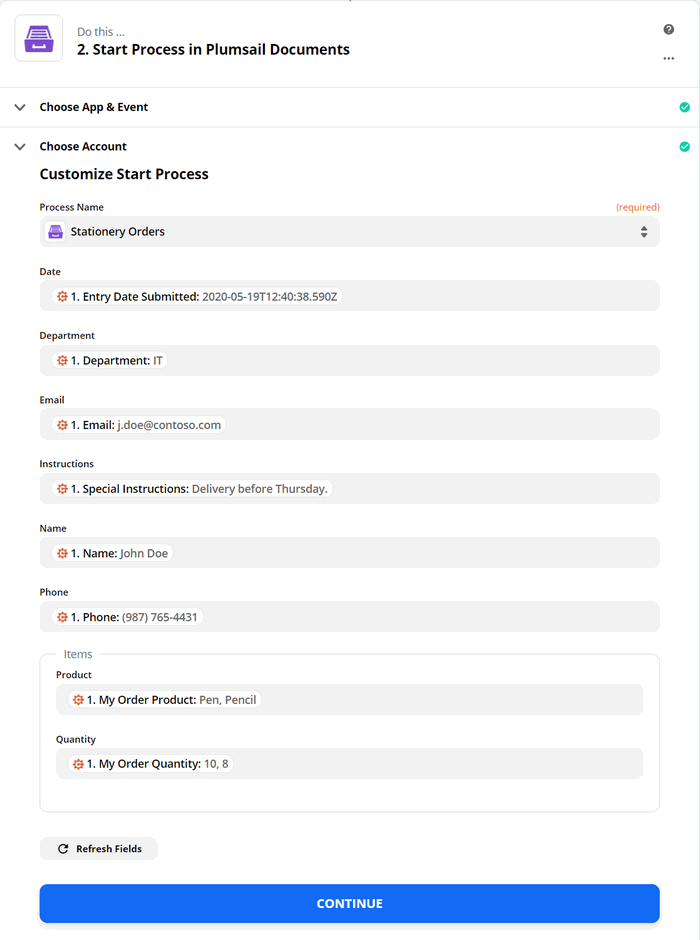 Do this ...
2. Start Process in Plumsail Documents
Choose App & Event
Choose Account
Customize Start Process
Process Name (required)
Stationery Orders
Date
1. Entry Date Submitted: 2020-05-19T12:40:38.590Z
Department
1. Department: IT
Email
1. Email: j.doe@contoso.com
Instructions
1. Special Instructions: Delivery before Thursday.
Name
1. Name: John Doe
Phone
1. Phone: (987) 765-4431
Items
Product
1. My Order Product: Pen, Pencil
Quantity
1. My Order Quantity: 10, 8
Refresh Fields
CONTINUE